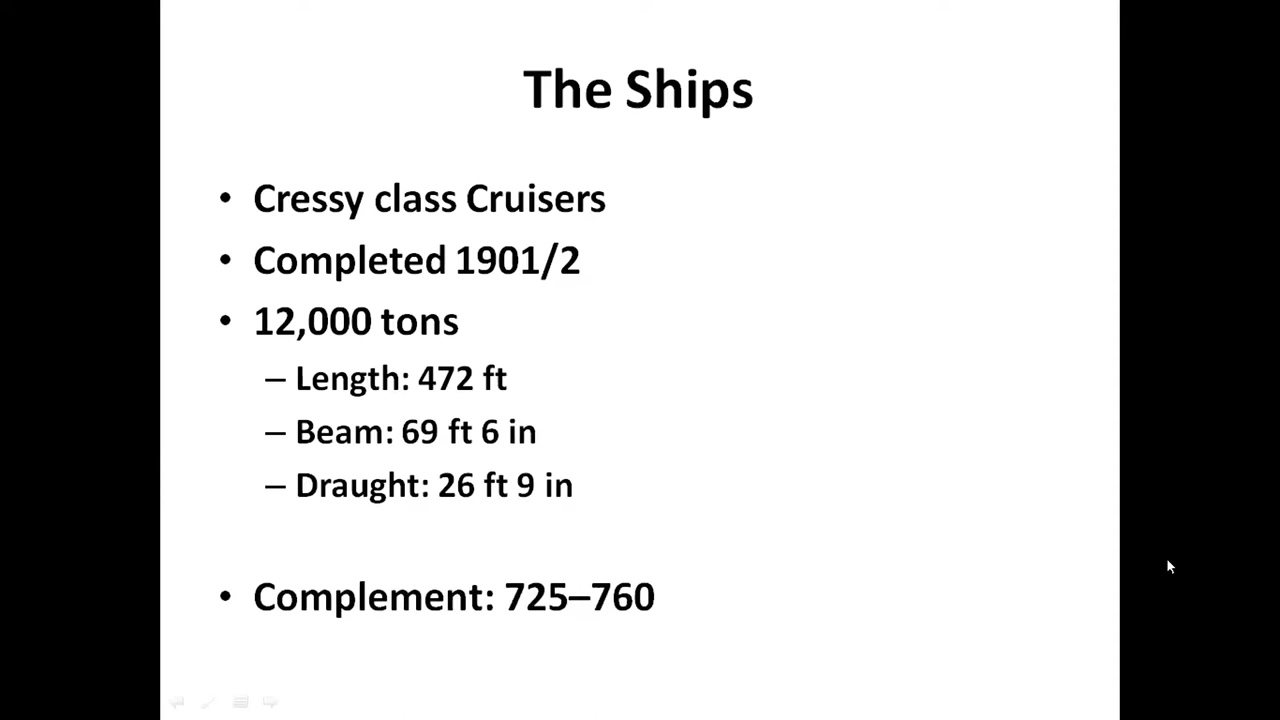 The Ships
• Cressy class Cruisers
• Completed 1901/2
• 12,000 tons
– Length: 472 ft
– Beam: 69 ft 6 in
– Draught: 26 ft 9 in
• Complement: 725–760